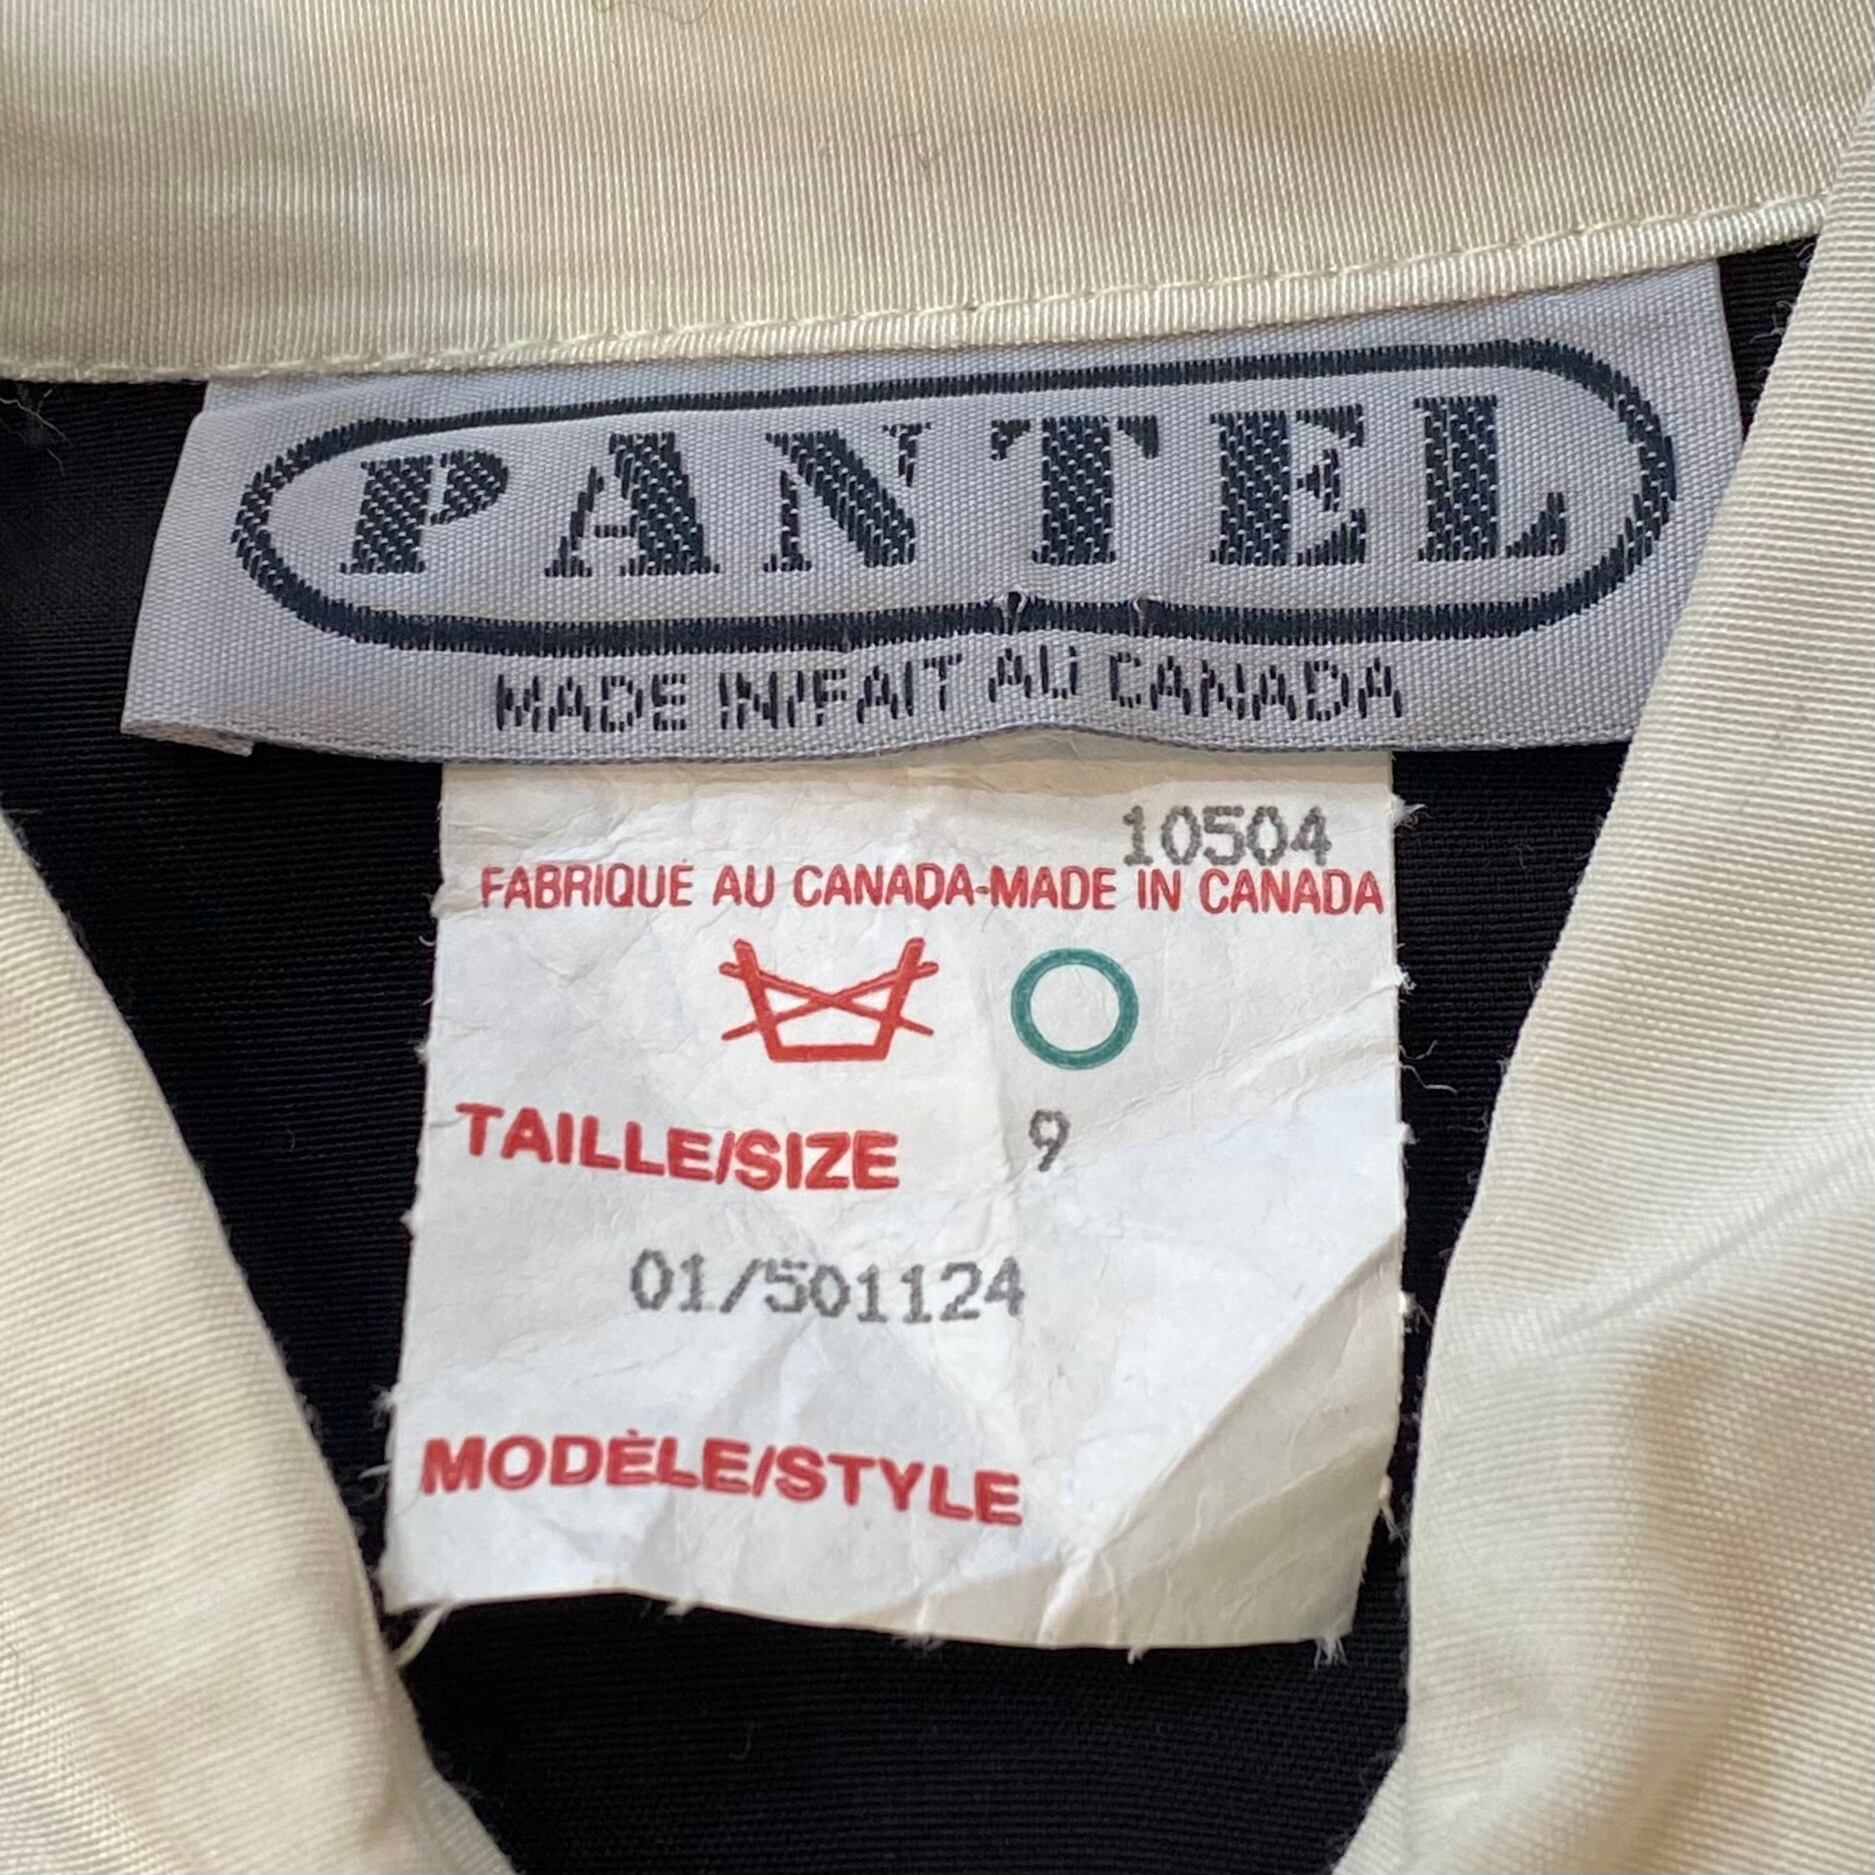 PANTEL
MADE IN/FAIT AU CANADA
10504
FABRIQUÉ AU CANADA-MADE IN CANADA
TAILLE/SIZE 9
01/501124
MODÈLE/STYLE